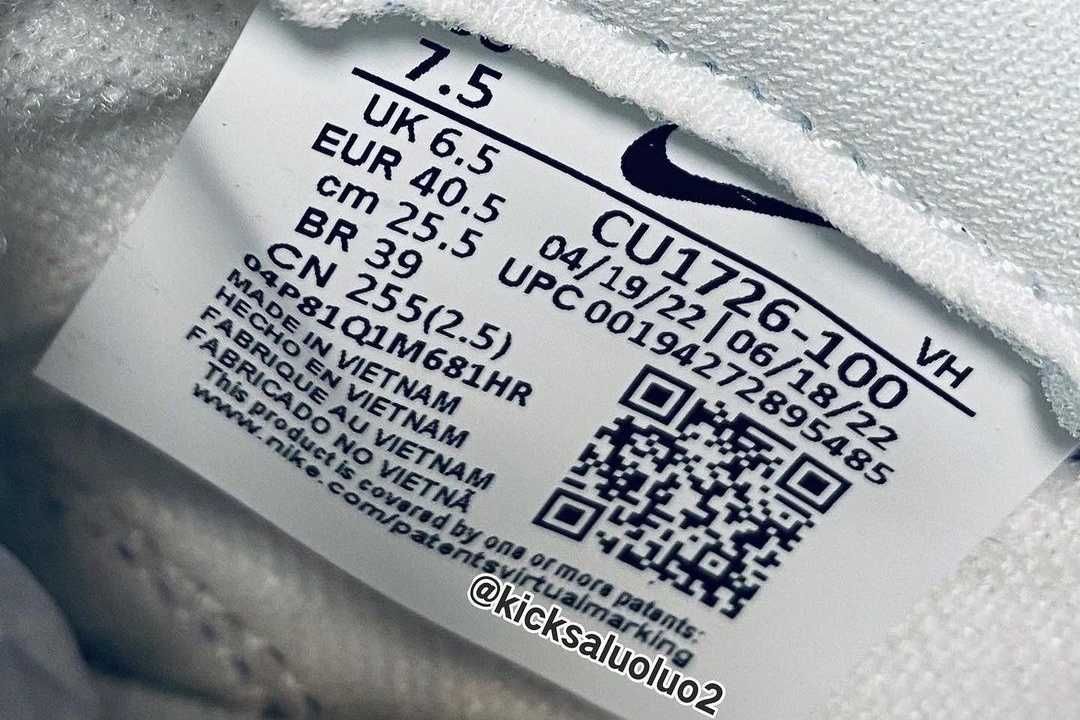 7.5
UK 6.5
EUR 40.5
cm 25.5
BR 39
CN 255(2.5)
04P81Q1M681HR
MADE IN VIETNAM
HECHO EN VIETNAM
FABRIQUE AU VIETNAM
FABRICADO NO VIETNÃ
This product is covered by one or more patents:
www.nike.com/patentsvirtualmarking
CU1726-100
VH
04/19/22 | 06/18/22
UPC 00194272895485
@kicksaluoluo2